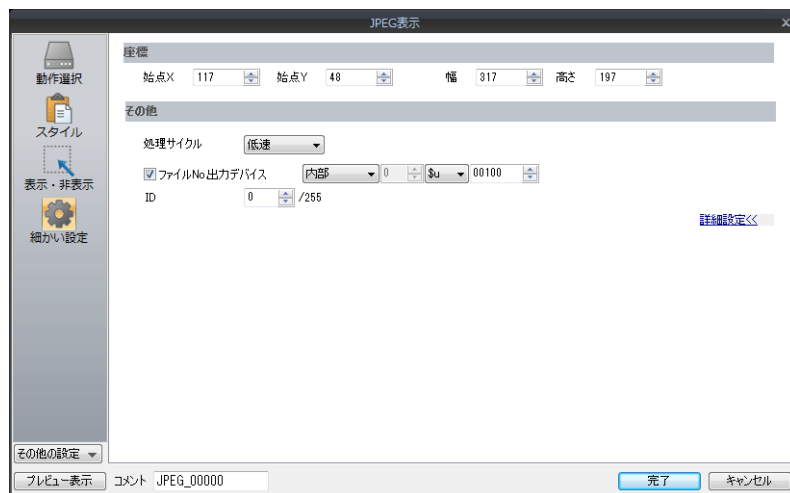 JPEG表示
x
動作選択
スタイル
表示・非表示
細かい設定
その他の設定
座標
始点X 117 始点Y 48 幅 317 高さ 197
その他
処理サイクル 低速
ファイルNo出力デバイス 内部 0 $u 00100
ID 0 /255
詳細設定<<
プレビュー表示 コメント JPEG_00000 完了 キャンセル